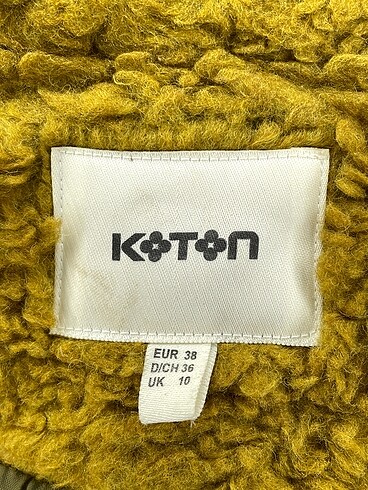 KOTON
EUR 38
D/CH 36
UK 10